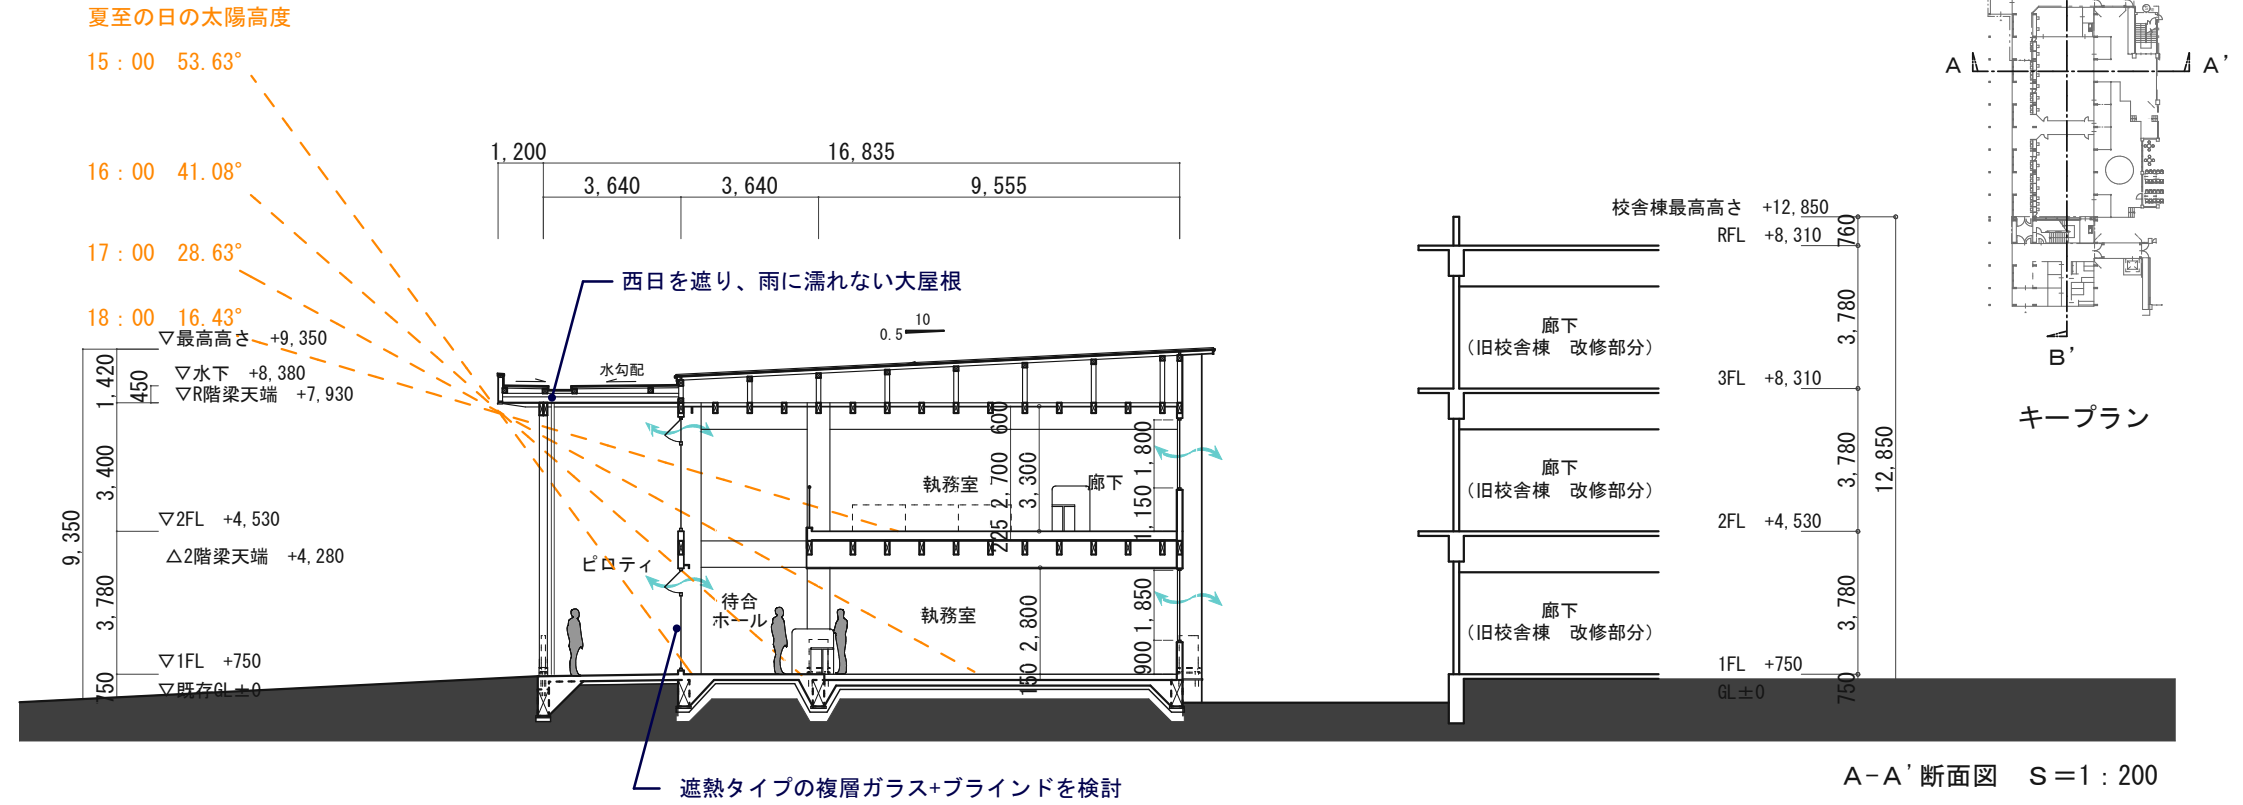 夏至の日の太陽高度
15：00　53.63°
16：00　41.08°
17：00　28.63°
18：00　16.43°
▽最高高さ　+9,350
▽水下　+8,380
▽R階梁天端　+7,930
▽2FL　+4,530
△2階梁天端　+4,280
▽1FL　+750
▽既存GL±0
1,420
450
3,400
9,350
3,780
750
1,200
16,835
3,640
3,640
9,555
西日を遮り、雨に濡れない大屋根
水勾配
10
0.5
600
2,700
3,300
225
1,800
1,150
執務室
廊下
ピロティ
待合
ホール
執務室
2,800
150
1,850
900
遮熱タイプの複層ガラス+ブラインドを検討
校舎棟最高高さ　+12,850
RFL　+8,310
3FL　+8,310
2FL　+4,530
1FL　+750
GL±0
廊下
（旧校舎棟　改修部分）
廊下
（旧校舎棟　改修部分）
廊下
（旧校舎棟　改修部分）
760
3,780
3,780
3,780
750
12,850
A
A'
B'
キープラン
A-A'断面図　S＝1：200